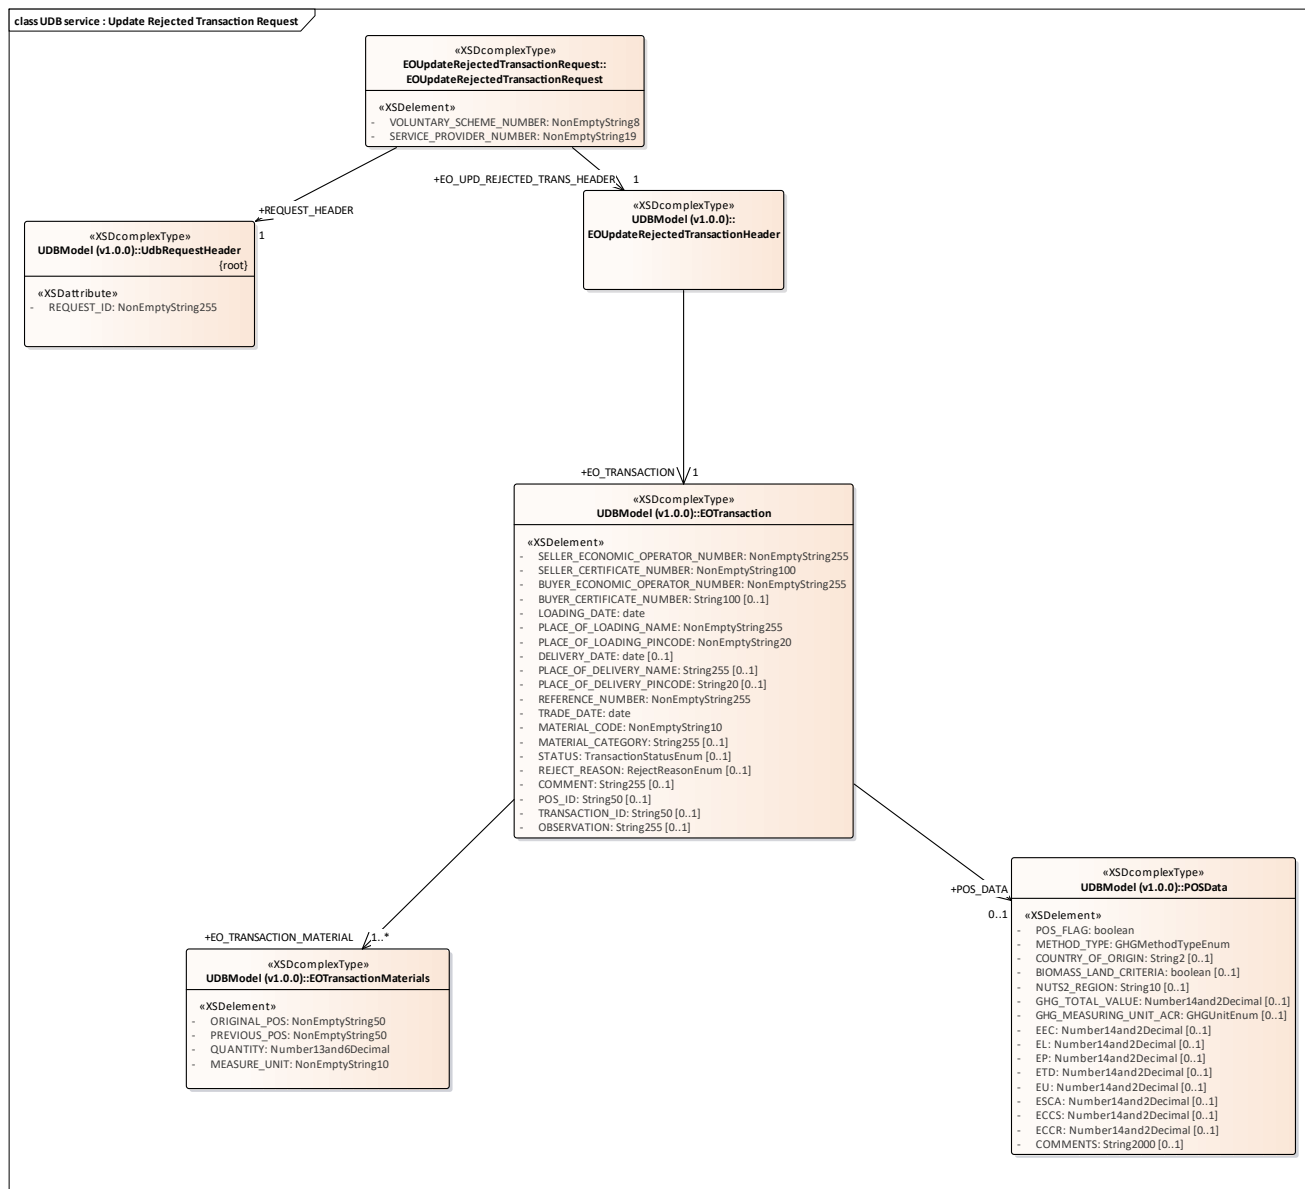 class UDB service : Update Rejected Transaction Request
«XSDcomplexType»
EOUpdateRejectedTransactionRequest::
EOUpdateRejectedTransactionRequest
«XSDelement»
- VOLUNTARY_SCHEME_NUMBER: NonEmptyString8
- SERVICE_PROVIDER_NUMBER: NonEmptyString19
+EO_UPD_REJECTED_TRANS_HEADER 1
+REQUEST_HEADER
1
«XSDcomplexType»
UDBModel (v1.0.0)::
EOUpdateRejectedTransactionHeader
«XSDcomplexType»
UDBModel (v1.0.0)::UdbRequestHeader
{root}
«XSDattribute»
- REQUEST_ID: NonEmptyString255
+EO_TRANSACTION 1
«XSDcomplexType»
UDBModel (v1.0.0)::EOTransaction
«XSDelement»
- SELLER_ECONOMIC_OPERATOR_NUMBER: NonEmptyString255
- SELLER_CERTIFICATE_NUMBER: NonEmptyString100
- BUYER_ECONOMIC_OPERATOR_NUMBER: NonEmptyString255
- BUYER_CERTIFICATE_NUMBER: String100 [0..1]
- LOADING_DATE: date
- PLACE_OF_LOADING_NAME: NonEmptyString255
- PLACE_OF_LOADING_PINCODE: NonEmptyString20
- DELIVERY_DATE: date [0..1]
- PLACE_OF_DELIVERY_NAME: String255 [0..1]
- PLACE_OF_DELIVERY_PINCODE: String20 [0..1]
- REFERENCE_NUMBER: NonEmptyString255
- TRADE_DATE: date
- MATERIAL_CODE: NonEmptyString10
- MATERIAL_CATEGORY: String255 [0..1]
- STATUS: TransactionStatusEnum [0..1]
- REJECT_REASON: RejectReasonEnum [0..1]
- COMMENT: String255 [0..1]
- POS_ID: String50 [0..1]
- TRANSACTION_ID: String50 [0..1]
- OBSERVATION: String255 [0..1]
+EO_TRANSACTION_MATERIAL 1..*
«XSDcomplexType»
UDBModel (v1.0.0)::EOTransactionMaterials
«XSDelement»
- ORIGINAL_POS: NonEmptyString50
- PREVIOUS_POS: NonEmptyString50
- QUANTITY: Number13and6Decimal
- MEASURE_UNIT: NonEmptyString10
+POS_DATA
0..1
«XSDcomplexType»
UDBModel (v1.0.0)::POSData
«XSDelement»
- POS_FLAG: boolean
- METHOD_TYPE: GHGMethodTypeEnum
- COUNTRY_OF_ORIGIN: String2 [0..1]
- BIOMASS_LAND_CRITERIA: boolean [0..1]
- NUTS2_REGION: String10 [0..1]
- GHG_TOTAL_VALUE: Number14and2Decimal [0..1]
- GHG_MEASURING_UNIT_ACR: GHGUnitEnum [0..1]
- EEC: Number14and2Decimal [0..1]
- EL: Number14and2Decimal [0..1]
- EP: Number14and2Decimal [0..1]
- ETD: Number14and2Decimal [0..1]
- EU: Number14and2Decimal [0..1]
- ESCA: Number14and2Decimal [0..1]
- ECCS: Number14and2Decimal [0..1]
- ECCR: Number14and2Decimal [0..1]
- COMMENTS: String2000 [0..1]